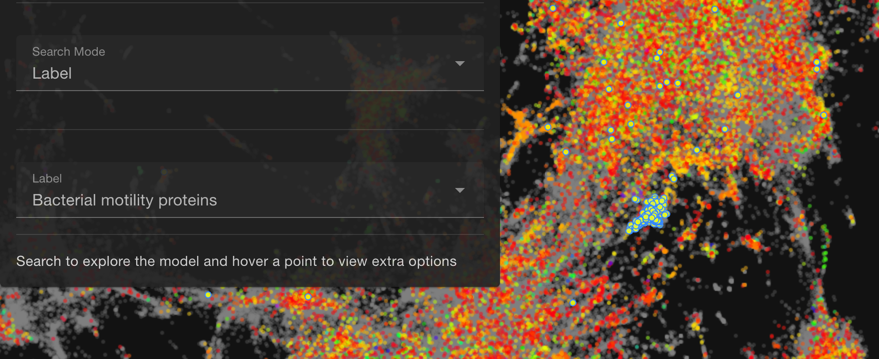 Search Mode
Label
Label
Bacterial motility proteins
Search to explore the model and hover a point to view extra options